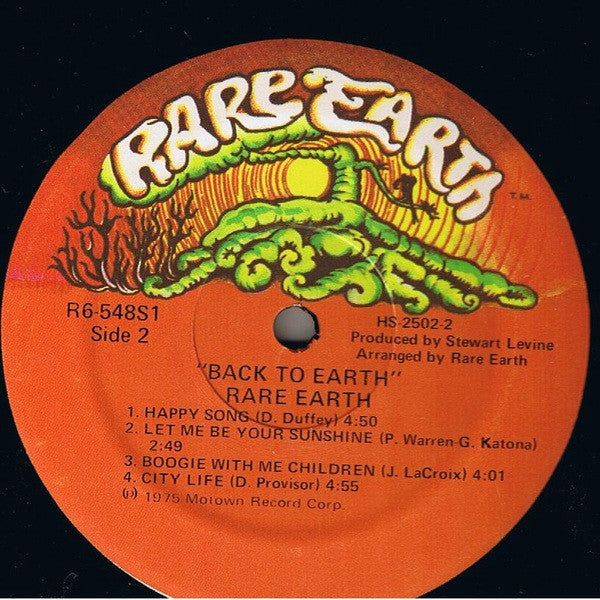 RARE EARTH
T.M.
R6-548S1
Side 2
HS-2502-2
Produced by Stewart Levine
Arranged by Rare Earth
"BACK TO EARTH"
RARE EARTH
1. HAPPY SONG (D. Duffey) 4:50
2. LET ME BE YOUR SUNSHINE (P. Warren-G. Katona)
2:49
3. BOOGIE WITH ME CHILDREN (J. LaCroix) 4:01
4. CITY LIFE (D. Provisor) 4:55
℗ 1975 Motown Record Corp.